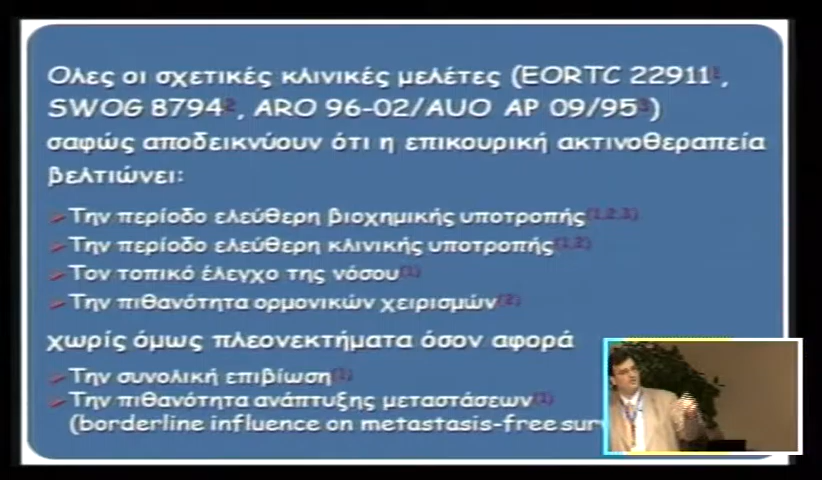 Ολες οι σχετικές κλινικές μελέτες (EORTC 22911¹,
SWOG 8794², ARO 96-02/AUO AP 09/95³)
σαφώς αποδεικνύουν ότι η επικουρική ακτινοθεραπεία
βελτιώνει:
➢Την περίοδο ελεύθερη βιοχημικής υποτροπής(1,2,3)
➢Την περίοδο ελεύθερη κλινικής υποτροπής(1,2)
➢Τον τοπικό έλεγχο της νόσου(1)
➢Την πιθανότητα ορμονικών χειρισμών(2)
χωρίς όμως πλεονεκτήματα όσον αφορά
➢Την συνολική επιβίωση(1)
➢Την πιθανότητα ανάπτυξης μεταστάσεων(1)
(borderline influence on metastasis-free